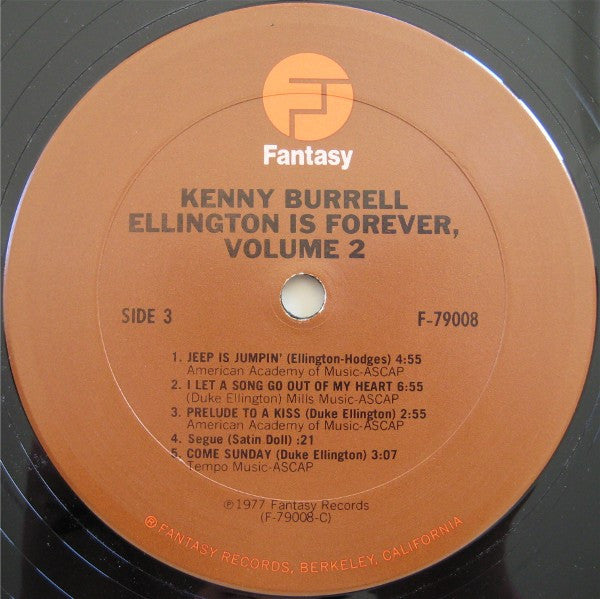 Fantasy
KENNY BURRELL
ELLINGTON IS FOREVER,
VOLUME 2
SIDE 3
F-79008
1. JEEP IS JUMPIN' (Ellington-Hodges) 4:55
American Academy of Music-ASCAP
2. I LET A SONG GO OUT OF MY HEART 6:55
(Duke Ellington) Mills Music-ASCAP
3. PRELUDE TO A KISS (Duke Ellington) 2:55
American Academy of Music-ASCAP
4. Segue (Satin Doll) :21
5. COME SUNDAY (Duke Ellington) 3:07
Tempo Music-ASCAP
℗1977 Fantasy Records
(F-79008-C)
® FANTASY RECORDS, BERKELEY, CALIFORNIA